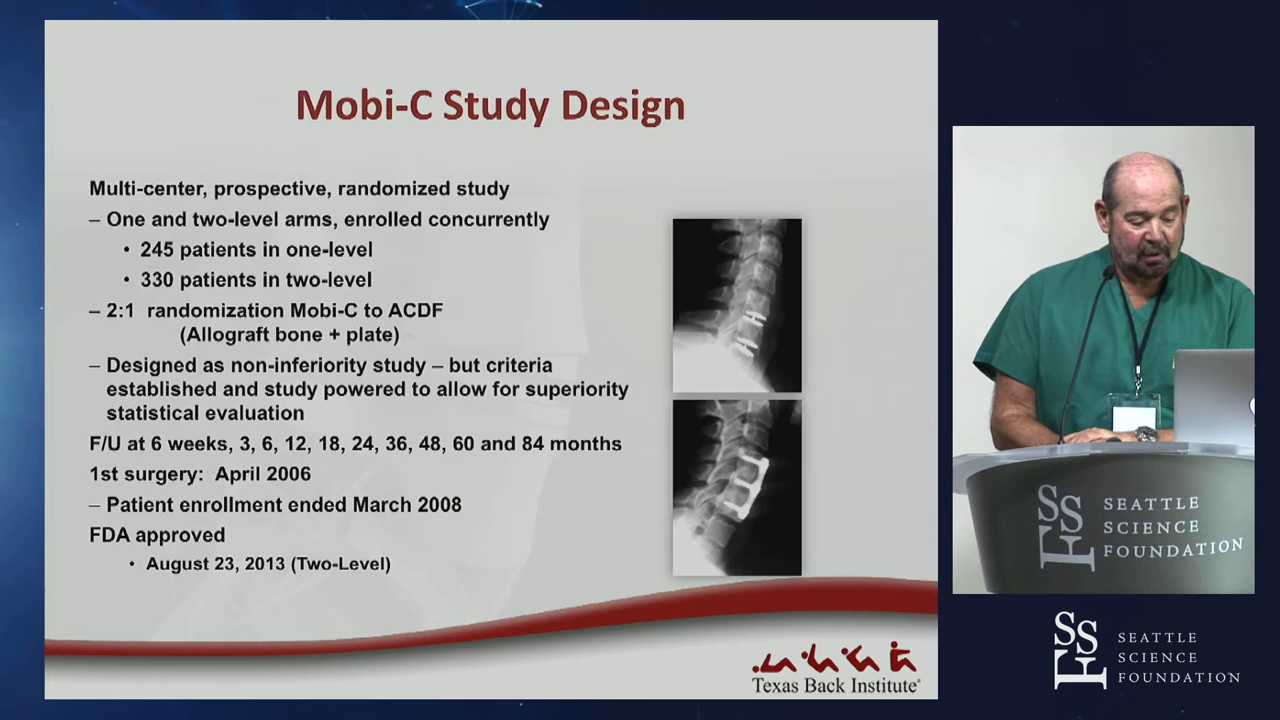 Mobi-C Study Design
Multi-center, prospective, randomized study
– One and two-level arms, enrolled concurrently
• 245 patients in one-level
• 330 patients in two-level
– 2:1 randomization Mobi-C to ACDF
(Allograft bone + plate)
– Designed as non-inferiority study – but criteria
established and study powered to allow for superiority
statistical evaluation
F/U at 6 weeks, 3, 6, 12, 18, 24, 36, 48, 60 and 84 months
1st surgery: April 2006
– Patient enrollment ended March 2008
FDA approved
• August 23, 2013 (Two-Level)
Texas Back Institute
SSF
SEATTLE
SCIENCE
FOUNDATION
SSF
SEATTLE
SCIENCE
FOUNDATION